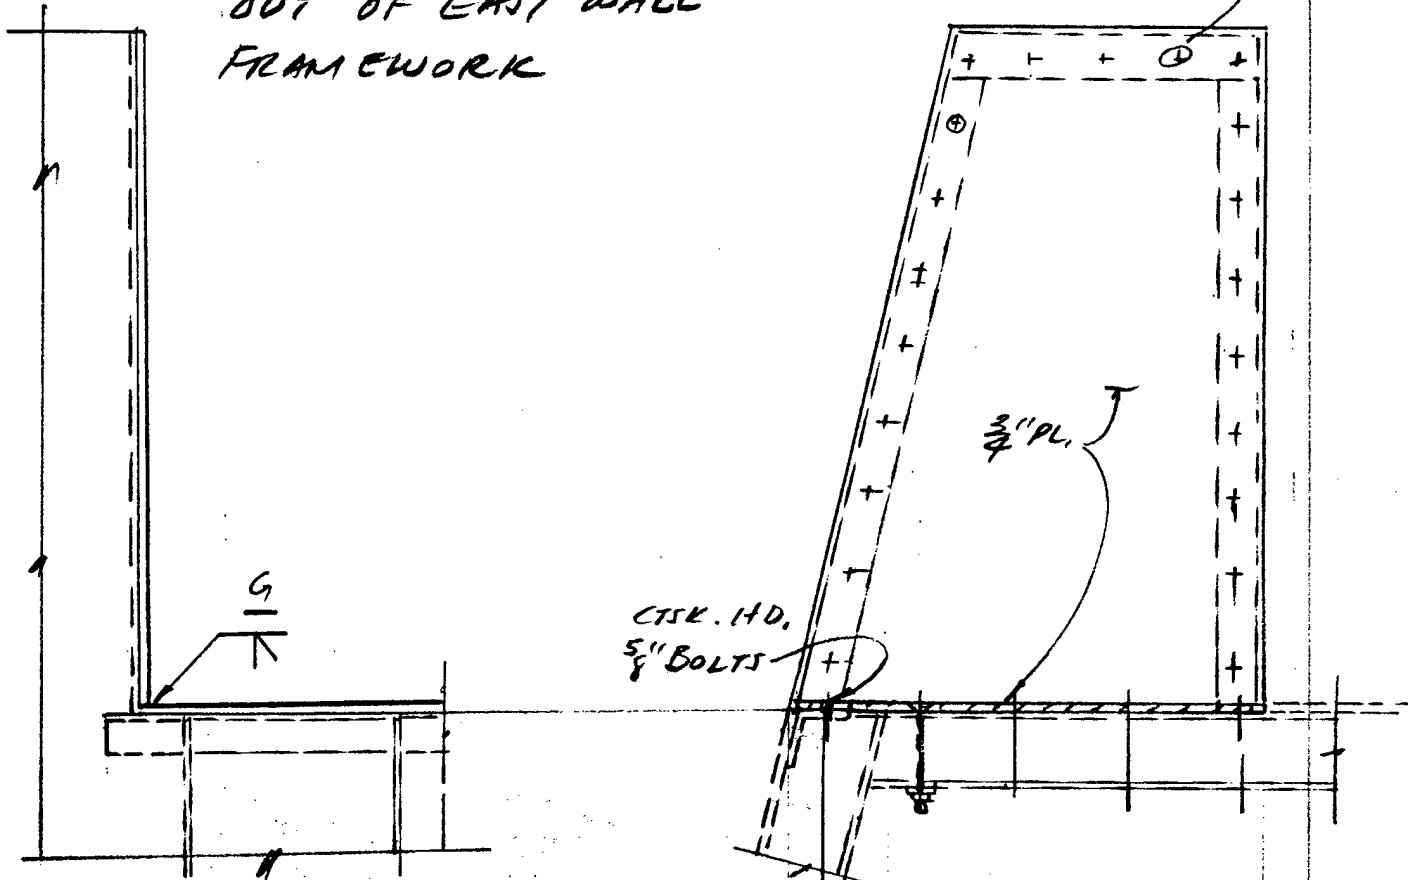 OUT OF EAST WALL
FRAMEWORK
G
3/4" PL.
CTSK. HD.
5/8" BOLTS